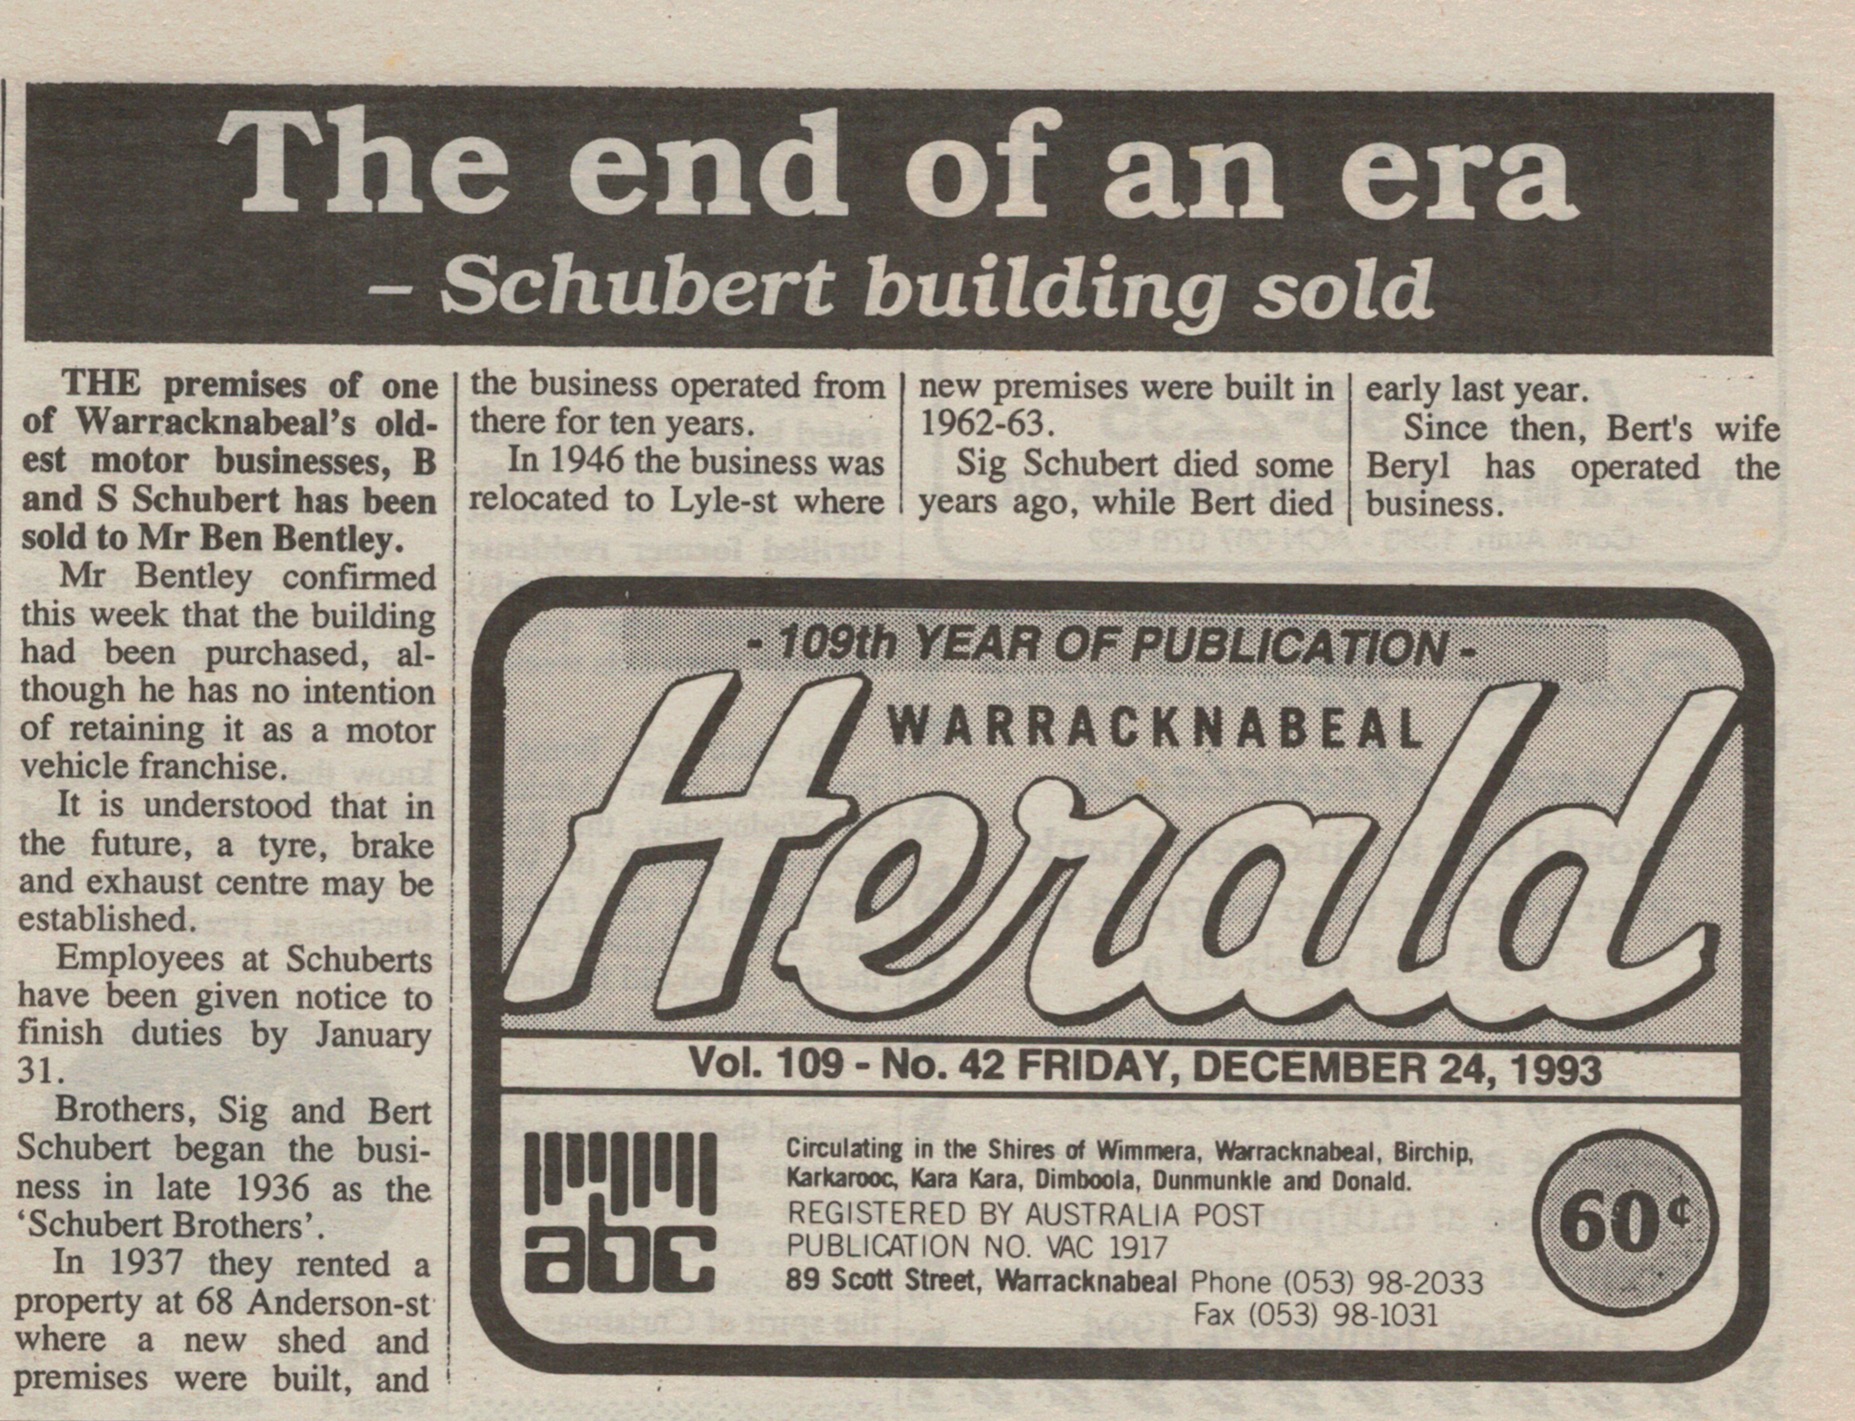 The end of an era
– Schubert building sold
THE premises of one
of Warracknabeal's old-
est motor businesses, B
and S Schubert has been
sold to Mr Ben Bentley.
Mr Bentley confirmed
this week that the building
had been purchased, al-
though he has no intention
of retaining it as a motor
vehicle franchise.
It is understood that in
the future, a tyre, brake
and exhaust centre may be
established.
Employees at Schuberts
have been given notice to
finish duties by January
31.
Brothers, Sig and Bert
Schubert began the busi-
ness in late 1936 as the
‘Schubert Brothers’.
In 1937 they rented a
property at 68 Anderson-st
where a new shed and
premises were built, and
the business operated from
there for ten years.
In 1946 the business was
relocated to Lyle-st where
new premises were built in
1962-63.
Sig Schubert died some
years ago, while Bert died
early last year.
Since then, Bert's wife
Beryl has operated the
business.
- 109th YEAR OF PUBLICATION -
WARRACKNABEAL
Herald
Vol. 109 - No. 42 FRIDAY, DECEMBER 24, 1993
abc
Circulating in the Shires of Wimmera, Warracknabeal, Birchip,
Karkarooc, Kara Kara, Dimboola, Dunmunkle and Donald.
REGISTERED BY AUSTRALIA POST
PUBLICATION NO. VAC 1917
89 Scott Street, Warracknabeal Phone (053) 98-2033
Fax (053) 98-1031
60¢